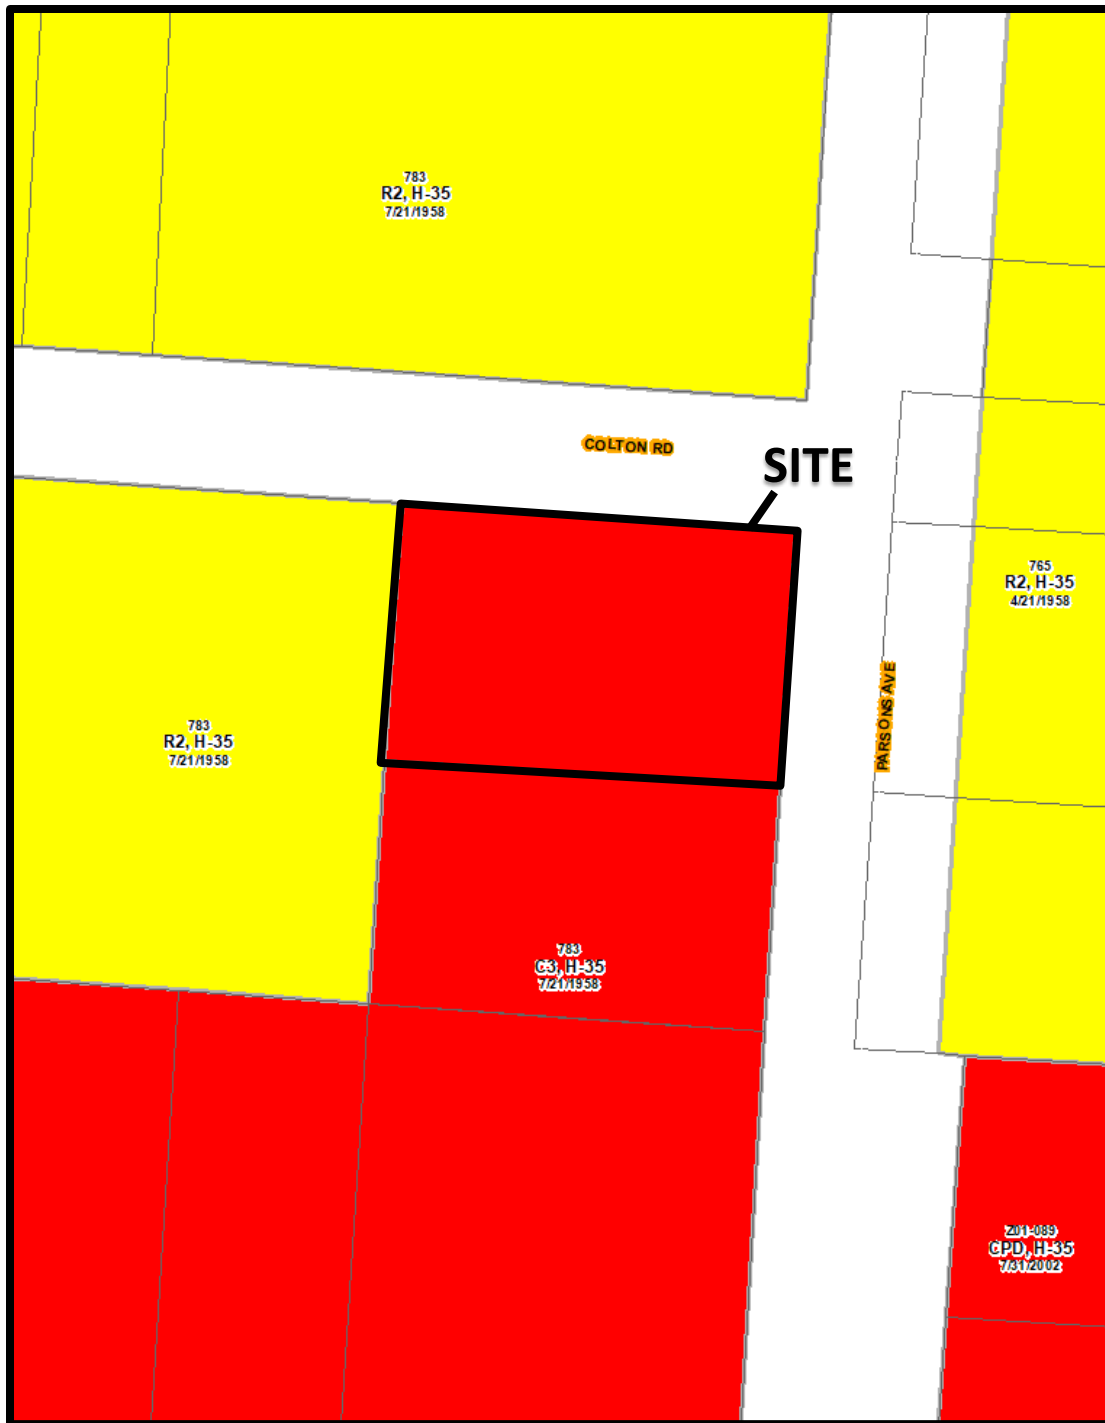 783
R2, H-35
7/21/1958
COLTON RD
SITE
765
R2, H-35
4/21/1958
PARSONS AVE
783
R2, H-35
7/21/1958
783
C3, H-35
7/21/1958
Z01-089
CPD, H-35
7/31/2002